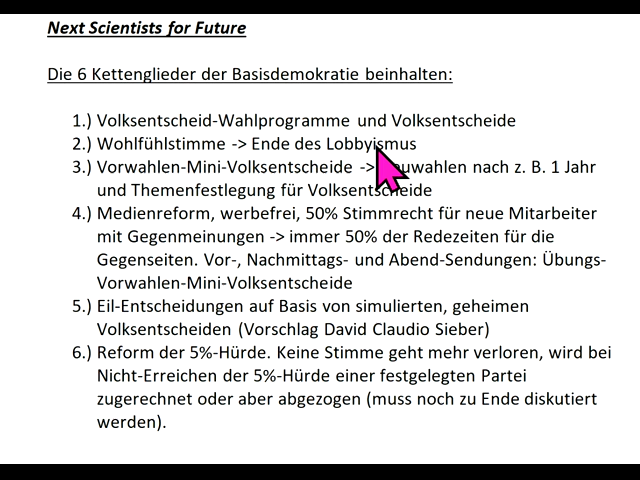 Next Scientists for Future
Die 6 Kettenglieder der Basisdemokratie beinhalten:
1.) Volksentscheid-Wahlprogramme und Volksentscheide
2.) Wohlfühlstimme -> Ende des Lobbyismus
3.) Vorwahlen-Mini-Volksentscheide -> nach z. B. 1 Jahr
und Themenfestlegung für Volksentscheide
4.) Medienreform, werbefrei, 50% Stimmrecht für neue Mitarbeiter
mit Gegenmeinungen -> immer 50% der Redezeiten für die
Gegenseiten. Vor-, Nachmittags- und Abend-Sendungen: Übungs-
Vorwahlen-Mini-Volksentscheide
5.) Eil-Entscheidungen auf Basis von simulierten, geheimen
Volksentscheiden (Vorschlag David Claudio Sieber)
6.) Reform der 5%-Hürde. Keine Stimme geht mehr verloren, wird bei
Nicht-Erreichen der 5%-Hürde einer festgelegten Partei
zugerechnet oder aber abgezogen (muss noch zu Ende diskutiert
werden).